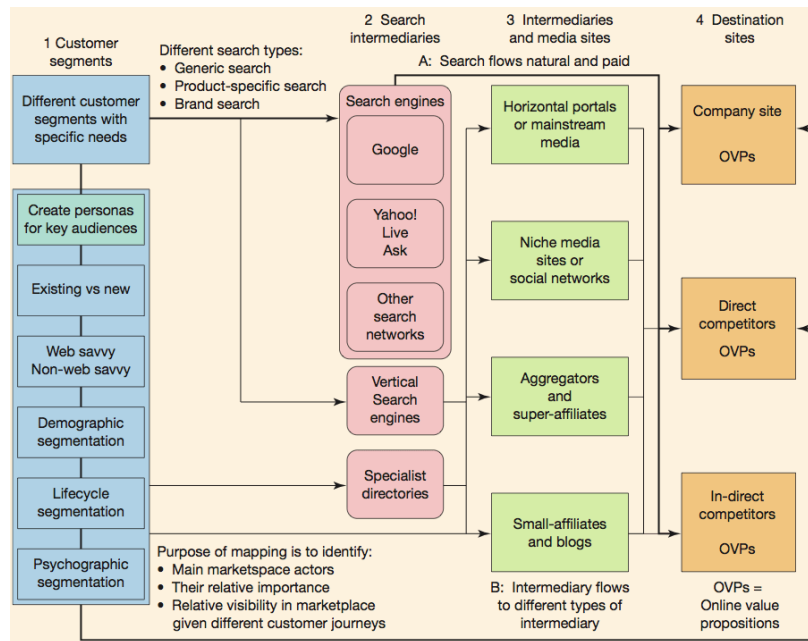 1 Customer
segments
Different customer
segments with
specific needs
Create personas
for key audiences
Existing vs new
Web savvy
Non-web savvy
Demographic
segmentation
Lifecycle
segmentation
Psychographic
segmentation
Different search types:
• Generic search
• Product-specific search
• Brand search
2 Search
intermediaries
A: Search flows natural and paid
Search engines
Google
Yahoo!
Live
Ask
Other
search
networks
Vertical
Search
engines
Specialist
directories
3 Intermediaries
and media sites
Horizontal portals
or mainstream
media
Niche media
sites or
social networks
Aggregators
and
super-affiliates
Small-affiliates
and blogs
4 Destination
sites
Company site
OVPs
Direct
competitors
OVPs
In-direct
competitors
OVPs
Purpose of mapping is to identify:
• Main marketspace actors
• Their relative importance
• Relative visibility in marketplace
given different customer journeys
B: Intermediary flows
to different types of
intermediary
OVPs =
Online value
propositions